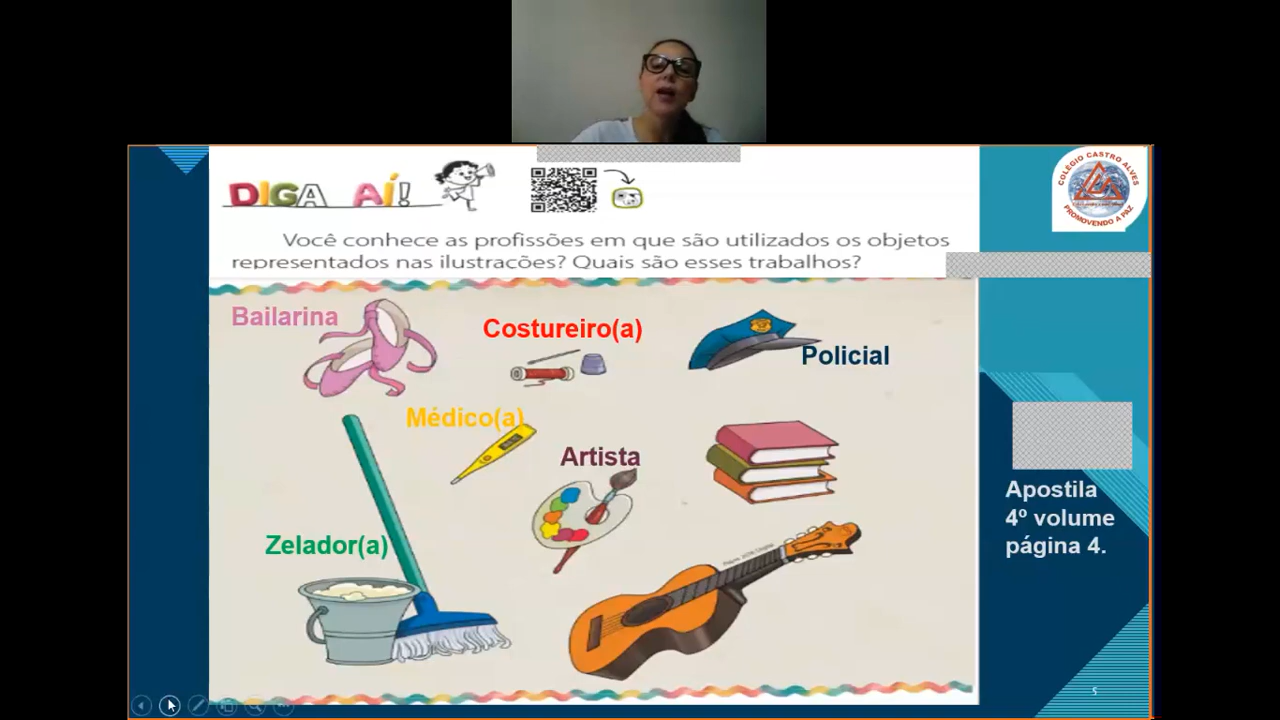 DIGA AÍ!
COLÉGIO CASTRO ALVES
PROMOVENDO A PAZ
Você conhece as profissões em que são utilizados os objetos
representados nas ilustrações? Quais são esses trabalhos?
Bailarina
Costureiro(a)
Policial
Médico(a)
Artista
Zelador(a)
Apostila
4º volume
página 4.
5